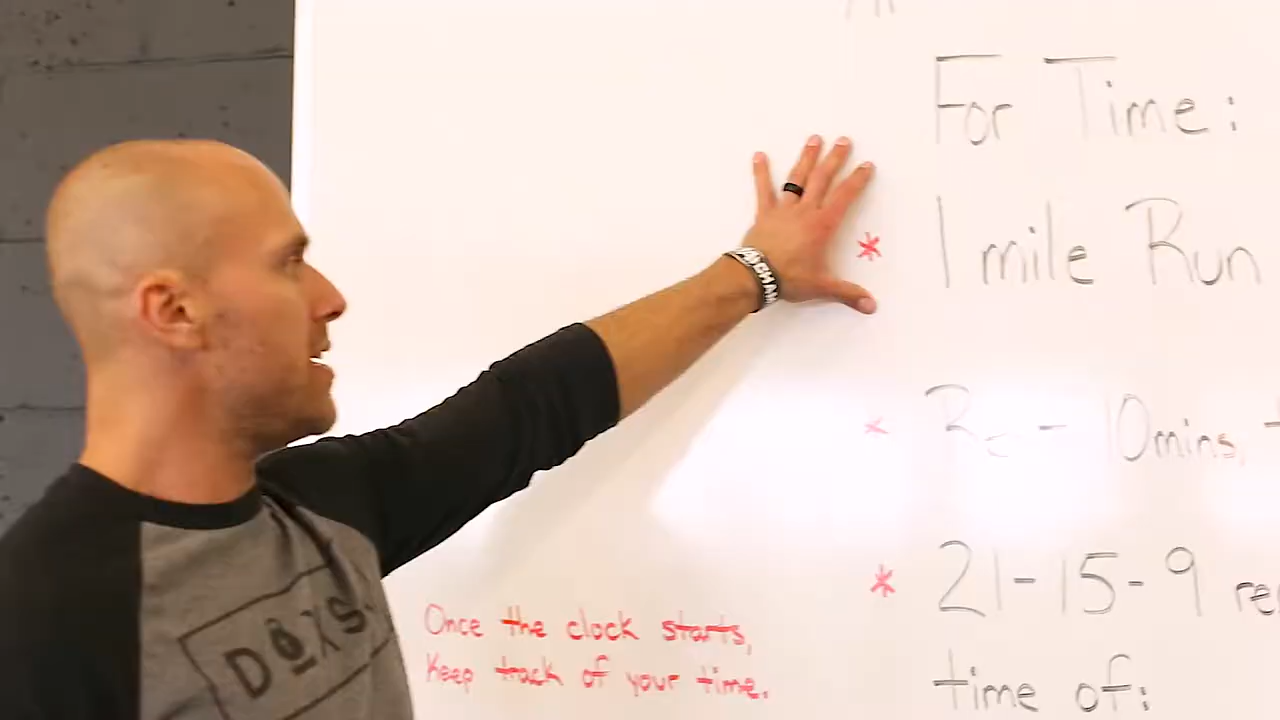 For Time:
* 1 mile Run
* - 10mins,
* 21-15-9
time of:
Once the clock starts,
Keep track of your time.
DOXS